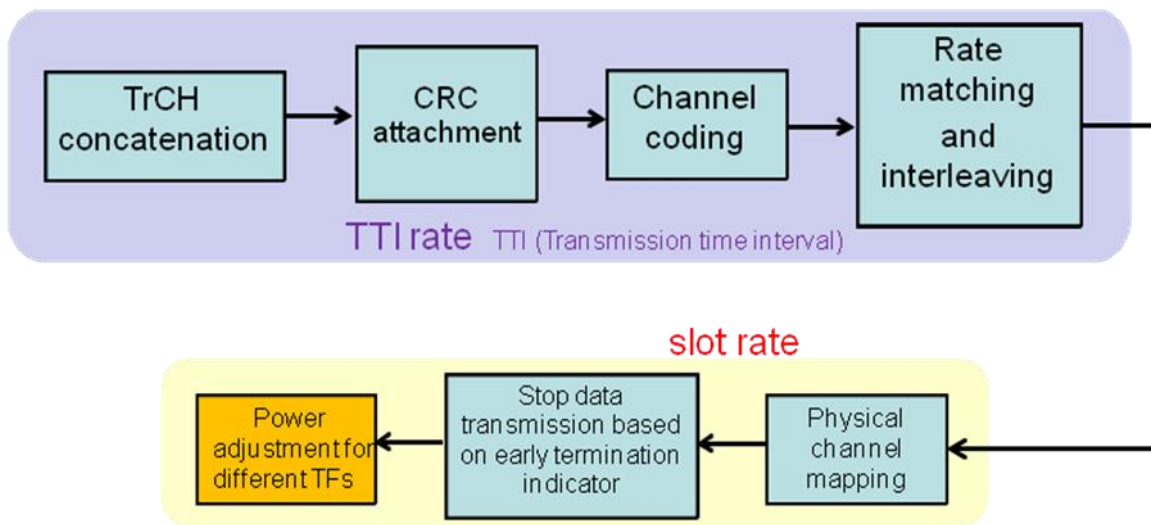 TrCH
concatenation
CRC
attachment
Channel
coding
Rate
matching
and
interleaving
TTI rate TTI (Transmission time interval)
slot rate
Power
adjustment for
different TFs
Stop data
transmission based
on early termination
indicator
Physical
channel
mapping